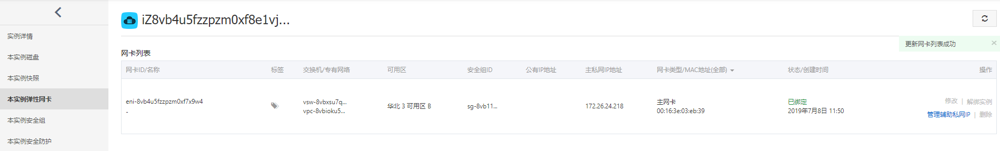 iZ8vb4u5fzzpzm0xf8e1vj...
实例详情
本实例磁盘
本实例快照
本实例弹性网卡
本实例安全组
本实例安全防护
更新网卡列表成功 ×
网卡列表
网卡ID/名称 标签 交换机/专有网络 可用区 安全组ID 公有IP地址 主私网IP地址 网卡类型/MAC地址(全部) 状态/创建时间 操作
eni-8vb4u5fzzpzm0xf7x9w4 vsw-8vbxsu7q... 主网卡 已绑定 修改 | 解绑实例
- vpc-8vbioku5... 华北 3 可用区 B sg-8vb11... 172.26.24.218 00:16:3e:03:eb:39 2019年7月8日 11:50 管理辅助私网IP | 删除